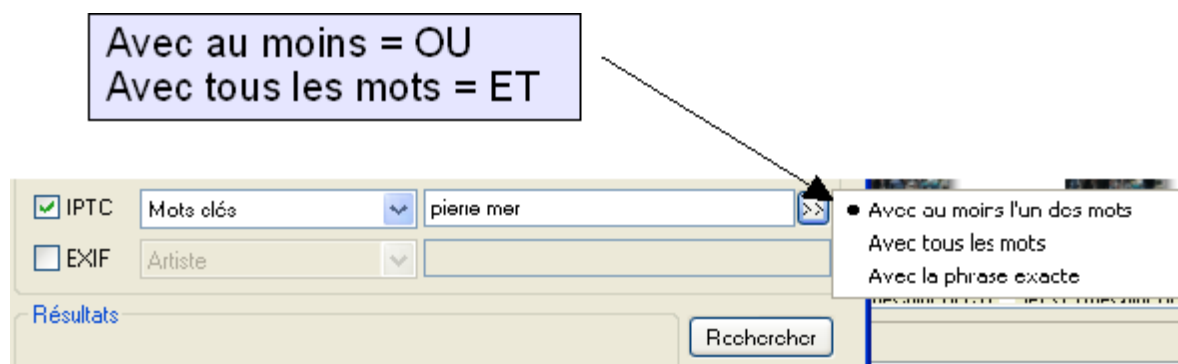 Avec au moins = OU
Avec tous les mots = ET
IPTC Mots clés pierre mer >>
Avec au moins l'un des mots
Avec tous les mots
EXIF Artiste
Avec la phrase exacte
Résultats
Rechercher